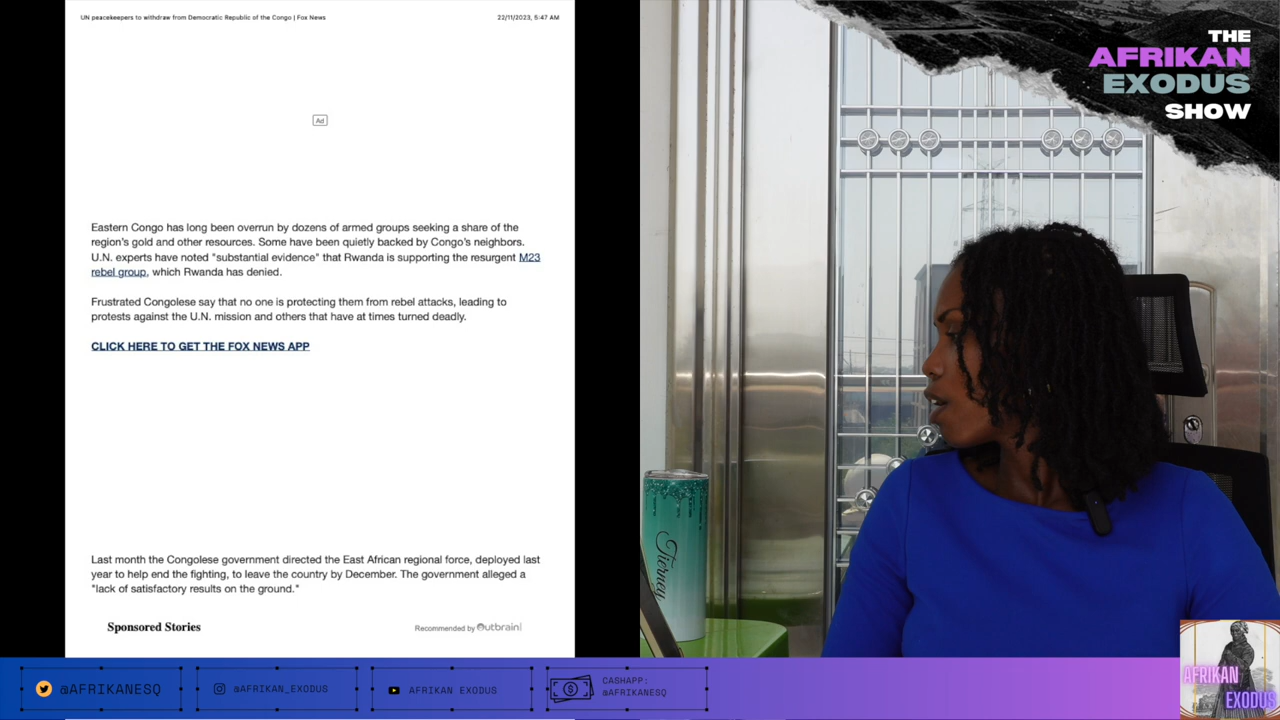 UN peacekeepers to withdraw from Democratic Republic of the Congo | Fox News
22/11/2023, 5:47 AM
Ad
Eastern Congo has long been overrun by dozens of armed groups seeking a share of the
region's gold and other resources. Some have been quietly backed by Congo's neighbors.
U.N. experts have noted "substantial evidence" that Rwanda is supporting the resurgent M23
rebel group, which Rwanda has denied.
Frustrated Congolese say that no one is protecting them from rebel attacks, leading to
protests against the U.N. mission and others that have at times turned deadly.
CLICK HERE TO GET THE FOX NEWS APP
Last month the Congolese government directed the East African regional force, deployed last
year to help end the fighting, to leave the country by December. The government alleged a
"lack of satisfactory results on the ground."
Sponsored Stories
Recommended by Outbrain
THE
AFRIKAN
EXODUS
SHOW
Tierney
@AFRIKANESQ
@AFRIKAN_EXODUS
AFRIKAN EXODUS
CASHAPP:
@AFRIKANESQ
AFRIKAN
EXODUS